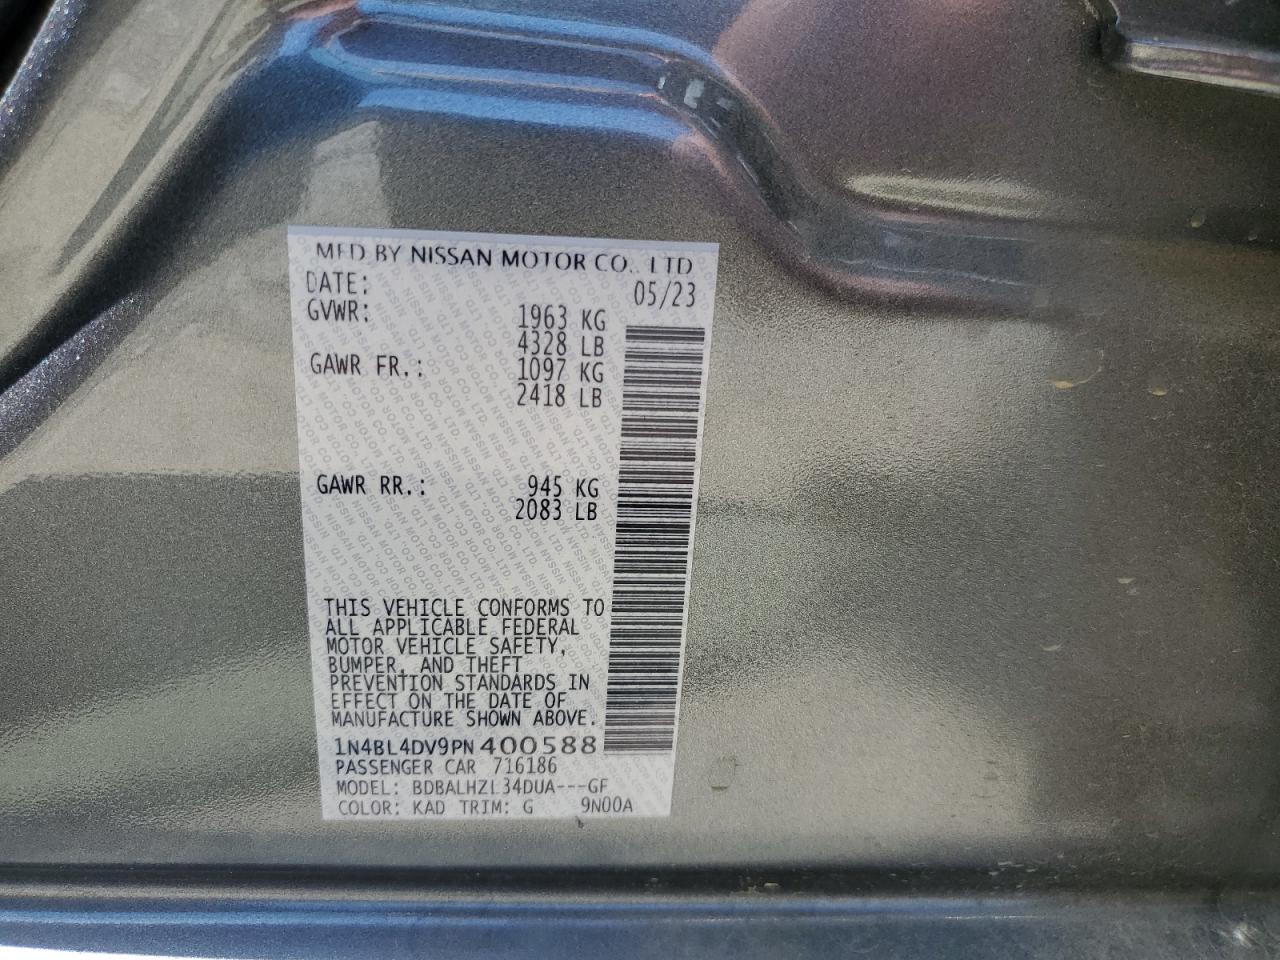 MFD BY NISSAN MOTOR CO., LTD
DATE: 05/23
GVWR: 1963 KG
4328 LB
GAWR FR.: 1097 KG
2418 LB
GAWR RR.: 945 KG
2083 LB
THIS VEHICLE CONFORMS TO
ALL APPLICABLE FEDERAL
MOTOR VEHICLE SAFETY,
BUMPER, AND THEFT
PREVENTION STANDARDS IN
EFFECT ON THE DATE OF
MANUFACTURE SHOWN ABOVE.
1N4BL4DV9PN400588
PASSENGER CAR 716186
MODEL: BDBALHZL34DUA---GF
COLOR: KAD TRIM: G 9N00A